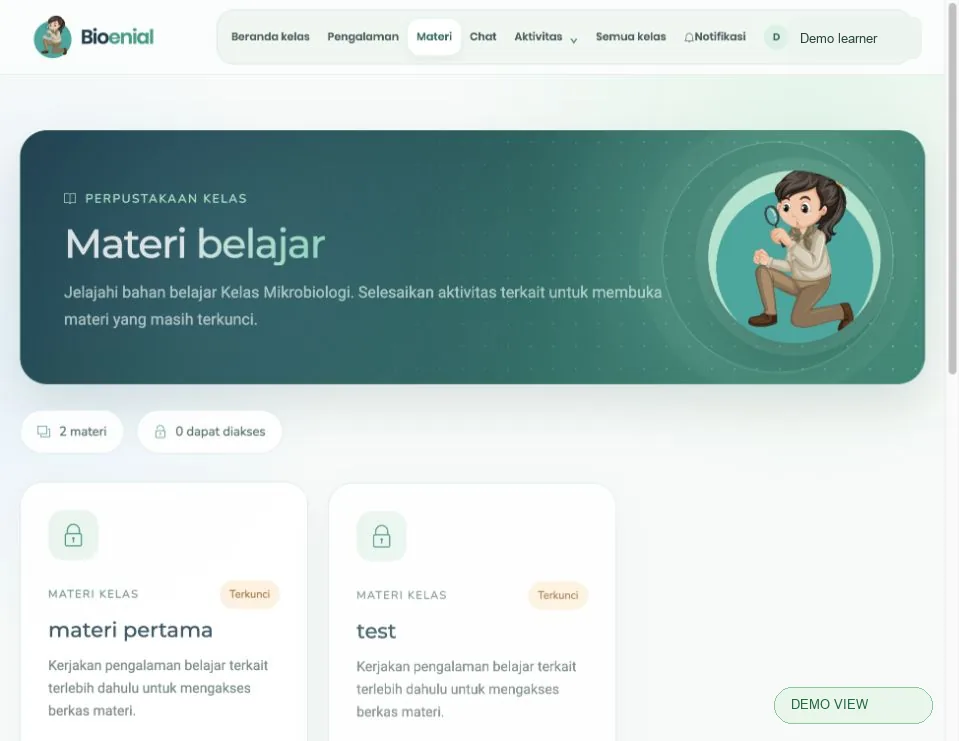 Bioenial
Beranda kelas Pengalaman Materi Chat Aktivitas Semua kelas Notifikasi D Demo learner
PERPUSTAKAAN KELAS
Materi belajar
Jelajahi bahan belajar Kelas Mikrobiologi. Selesaikan aktivitas terkait untuk membuka
materi yang masih terkunci.
2 materi
0 dapat diakses
MATERI KELAS
Terkunci
materi pertama
Kerjakan pengalaman belajar terkait
terlebih dahulu untuk mengakses
berkas materi.
MATERI KELAS
Terkunci
test
Kerjakan pengalaman belajar terkait
terlebih dahulu untuk mengakses
berkas materi.
DEMO VIEW